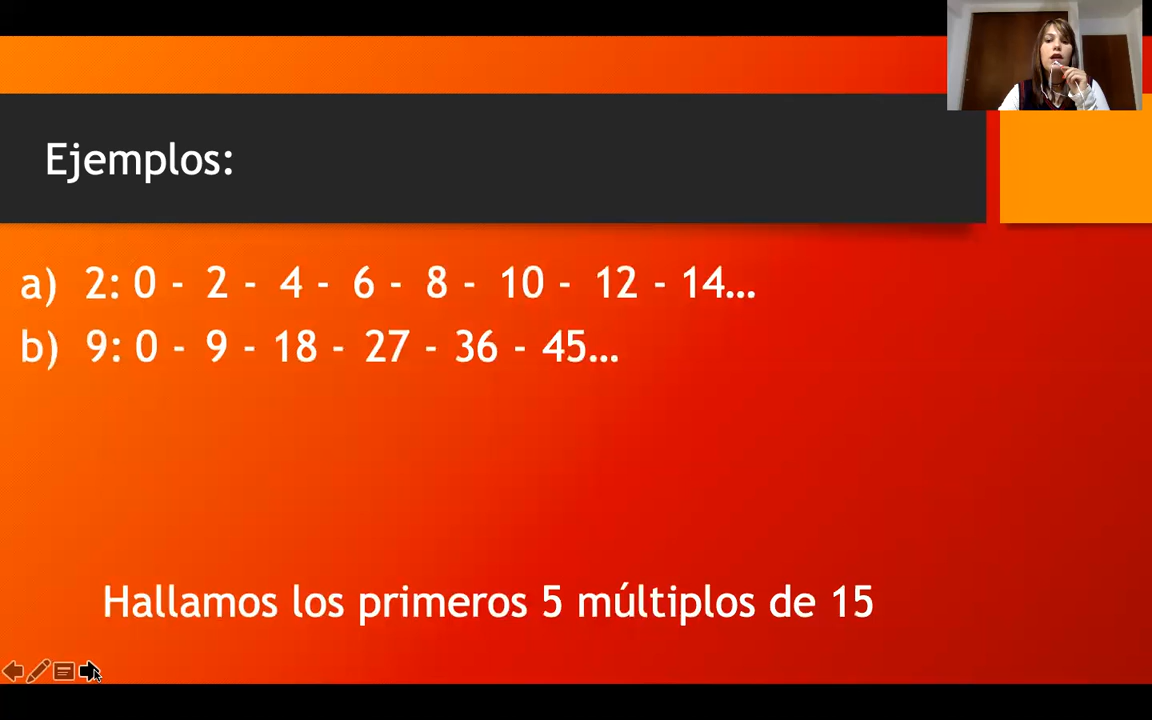 Ejemplos:
a) 2: 0 - 2 - 4 - 6 - 8 - 10 - 12 - 14...
b) 9: 0 - 9 - 18 - 27 - 36 - 45...
Hallamos los primeros 5 múltiplos de 15